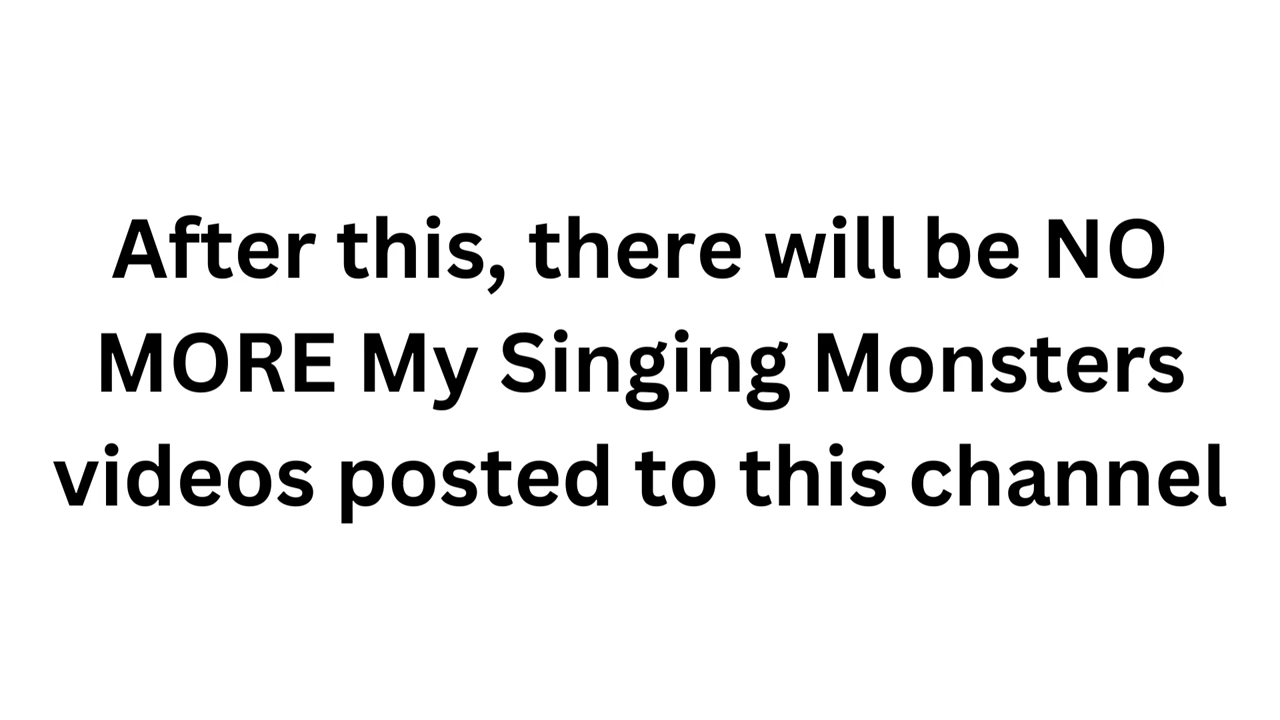 After this, there will be NO
MORE My Singing Monsters
videos posted to this channel